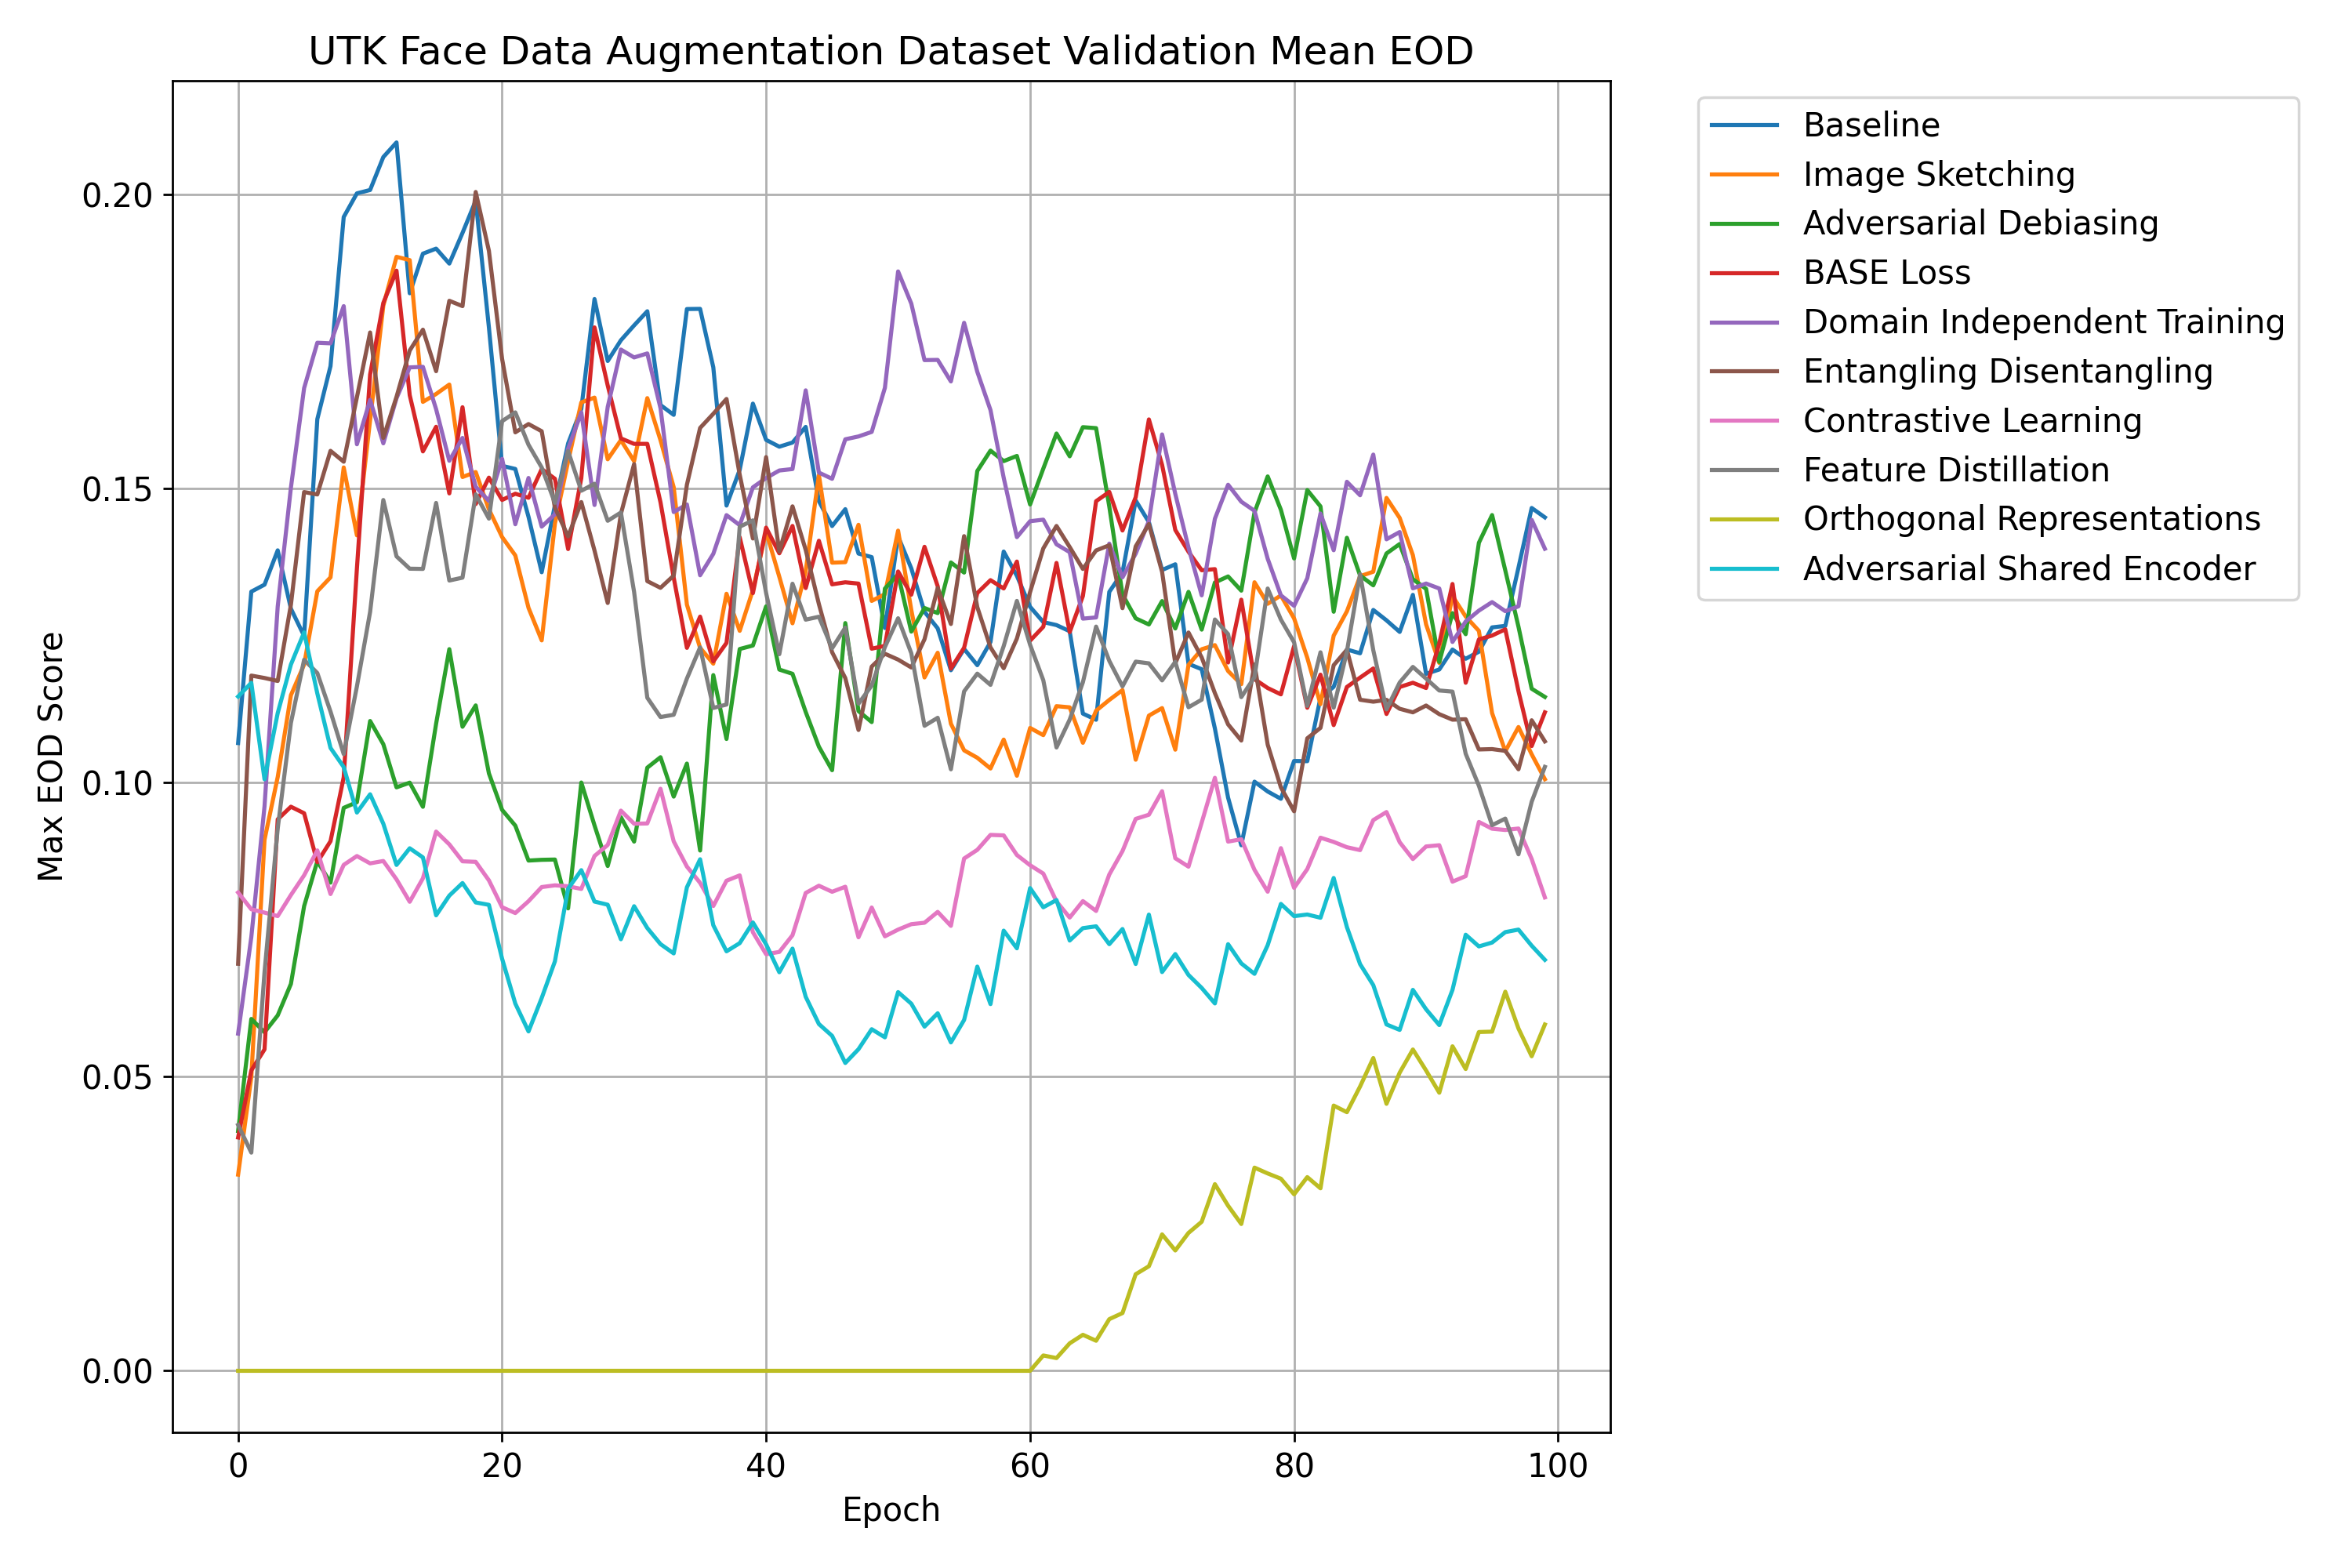 UTK Face Data Augmentation Dataset Validation Mean EOD
Max EOD Score
0.20
0.15
0.10
0.05
0.00
0
20
40
60
80
100
Epoch
Baseline
Image Sketching
Adversarial Debiasing
BASE Loss
Domain Independent Training
Entangling Disentangling
Contrastive Learning
Feature Distillation
Orthogonal Representations
Adversarial Shared Encoder